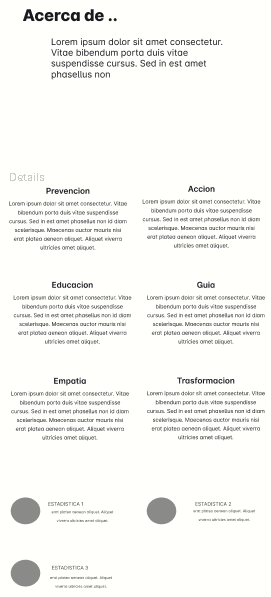 Acerca de ..
Lorem ipsum dolor sit amet consectetur.
Vitae bibendum porta duis vitae
suspendisse cursus. Sed in est amet
phasellus non
Details
Prevencion
Lorem ipsum dolor sit amet consectetur. Vitae
bibendum porta duis vitae suspendisse
cursus. Sed in est amet phasellus non id diam
scelerisque. Maecenas auctor mauris nisi
erat platea aenean aliquet. Aliquet viverra
ultricies amet aliquet.
Accion
Lorem ipsum dolor sit amet consectetur. Vitae
bibendum porta duis vitae suspendisse
cursus. Sed in est amet phasellus non id diam
scelerisque. Maecenas auctor mauris nisi
erat platea aenean aliquet. Aliquet viverra
ultricies amet aliquet.
Educacion
Lorem ipsum dolor sit amet consectetur. Vitae
bibendum porta duis vitae suspendisse
cursus. Sed in est amet phasellus non id diam
scelerisque. Maecenas auctor mauris nisi
erat platea aenean aliquet. Aliquet viverra
ultricies amet aliquet.
Guia
Lorem ipsum dolor sit amet consectetur. Vitae
bibendum porta duis vitae suspendisse
cursus. Sed in est amet phasellus non id diam
scelerisque. Maecenas auctor mauris nisi
erat platea aenean aliquet. Aliquet viverra
ultricies amet aliquet.
Empatia
Lorem ipsum dolor sit amet consectetur. Vitae
bibendum porta duis vitae suspendisse
cursus. Sed in est amet phasellus non id diam
scelerisque. Maecenas auctor mauris nisi
erat platea aenean aliquet. Aliquet viverra
ultricies amet aliquet.
Trasformacion
Lorem ipsum dolor sit amet consectetur. Vitae
bibendum porta duis vitae suspendisse
cursus. Sed in est amet phasellus non id diam
scelerisque. Maecenas auctor mauris nisi
erat platea aenean aliquet. Aliquet viverra
ultricies amet aliquet.
ESTADISTICA 1
erat platea aenean aliquet. Aliquet
viverra ultricies amet aliquet.
ESTADISTICA 2
erat platea aenean aliquet. Aliquet
viverra ultricies amet aliquet.
ESTADISTICA 3
erat platea aenean aliquet. Aliquet
viverra ultricies amet aliquet.